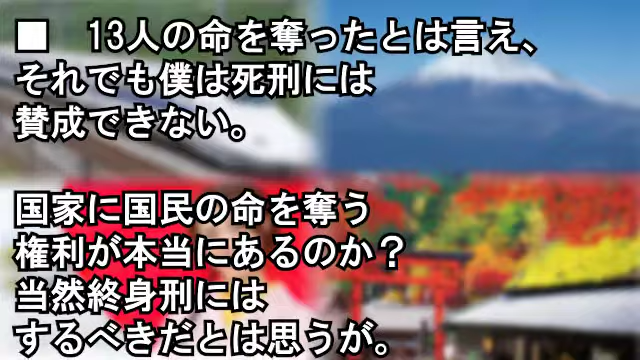 ■　13人の命を奪ったとは言え、
それでも僕は死刑には
賛成できない。
国家に国民の命を奪う
権利が本当にあるのか？
当然終身刑には
するべきだとは思うが。